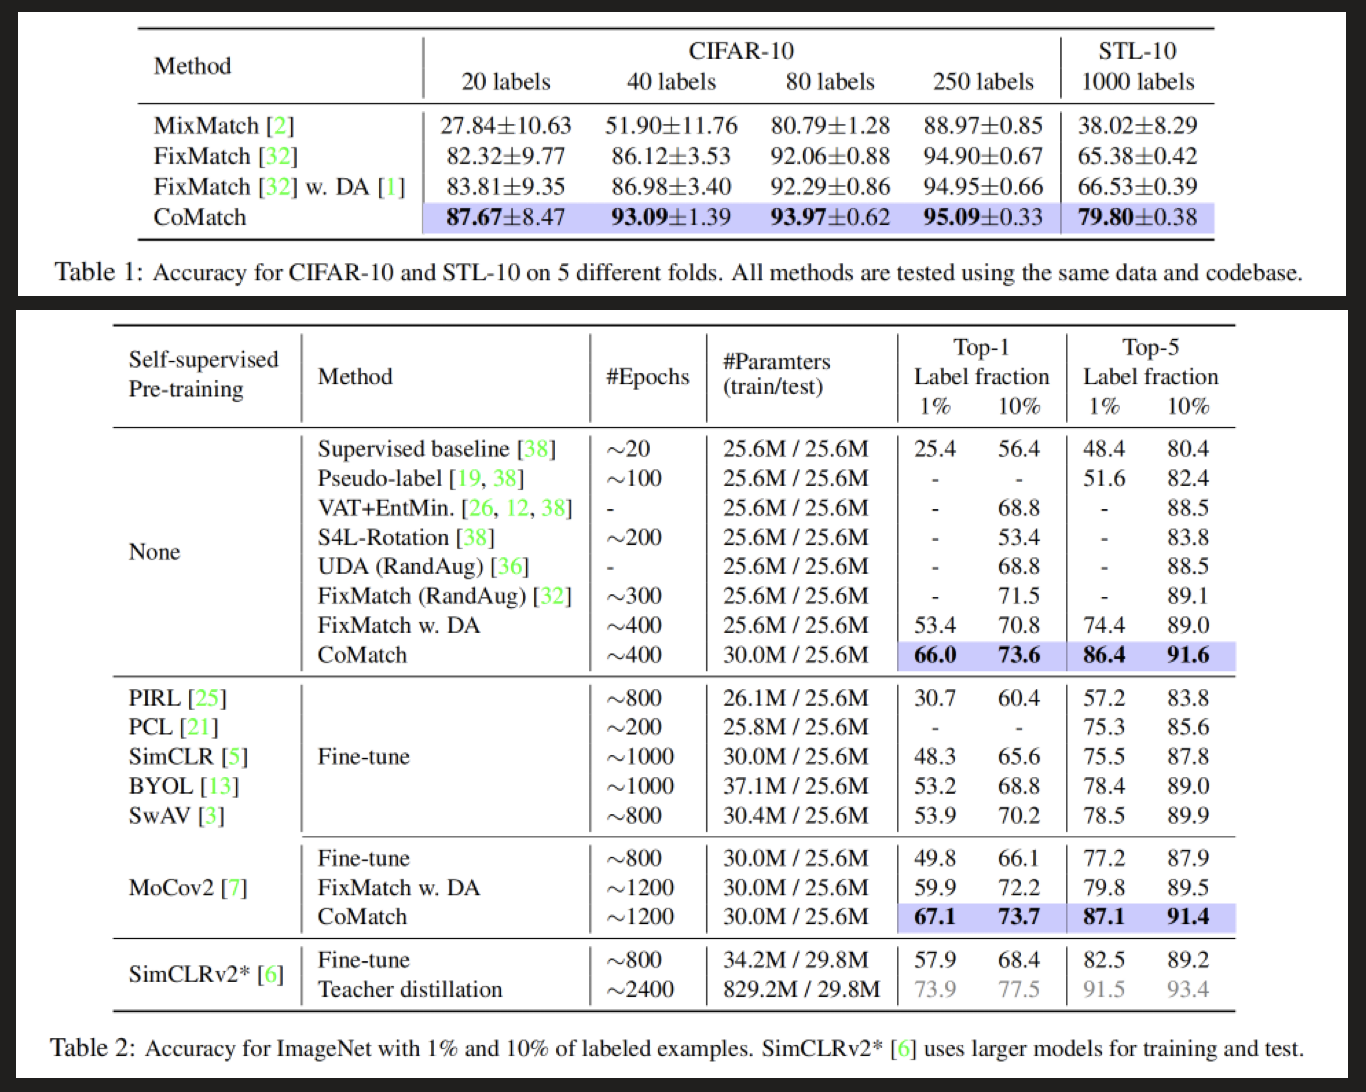 Method CIFAR-10 STL-10
20 labels 40 labels 80 labels 250 labels 1000 labels
MixMatch [2] 27.84±10.63 51.90±11.76 80.79±1.28 88.97±0.85 38.02±8.29
FixMatch [32] 82.32±9.77 86.12±3.53 92.06±0.88 94.90±0.67 65.38±0.42
FixMatch [32] w. DA [1] 83.81±9.35 86.98±3.40 92.29±0.86 94.95±0.66 66.53±0.39
CoMatch 87.67±8.47 93.09±1.39 93.97±0.62 95.09±0.33 79.80±0.38
Table 1: Accuracy for CIFAR-10 and STL-10 on 5 different folds. All methods are tested using the same data and codebase.
Self-supervised Pre-training Method #Epochs #Paramters (train/test) Top-1 Label fraction Top-5 Label fraction
1% 10% 1% 10%
None
Supervised baseline [38] ~20 25.6M / 25.6M 25.4 56.4 48.4 80.4
Pseudo-label [19, 38] ~100 25.6M / 25.6M - - 51.6 82.4
VAT+EntMin. [26, 12, 38] - 25.6M / 25.6M - 68.8 - 88.5
S4L-Rotation [38] ~200 25.6M / 25.6M - 53.4 - 83.8
UDA (RandAug) [36] - 25.6M / 25.6M - 68.8 - 88.5
FixMatch (RandAug) [32] ~300 25.6M / 25.6M - 71.5 - 89.1
FixMatch w. DA ~400 25.6M / 25.6M 53.4 70.8 74.4 89.0
CoMatch ~400 30.0M / 25.6M 66.0 73.6 86.4 91.6
PIRL [25] ~800 26.1M / 25.6M 30.7 60.4 57.2 83.8
PCL [21] ~200 25.8M / 25.6M - - 75.3 85.6
SimCLR [5] Fine-tune ~1000 30.0M / 25.6M 48.3 65.6 75.5 87.8
BYOL [13] ~1000 37.1M / 25.6M 53.2 68.8 78.4 89.0
SwAV [3] ~800 30.4M / 25.6M 53.9 70.2 78.5 89.9
Fine-tune ~800 30.0M / 25.6M 49.8 66.1 77.2 87.9
MoCov2 [7] FixMatch w. DA ~1200 30.0M / 25.6M 59.9 72.2 79.8 89.5
CoMatch ~1200 30.0M / 25.6M 67.1 73.7 87.1 91.4
SimCLRv2* [6]
Fine-tune ~800 34.2M / 29.8M 57.9 68.4 82.5 89.2
Teacher distillation ~2400 829.2M / 29.8M 73.9 77.5 91.5 93.4
Table 2: Accuracy for ImageNet with 1% and 10% of labeled examples. SimCLRv2* [6] uses larger models for training and test.